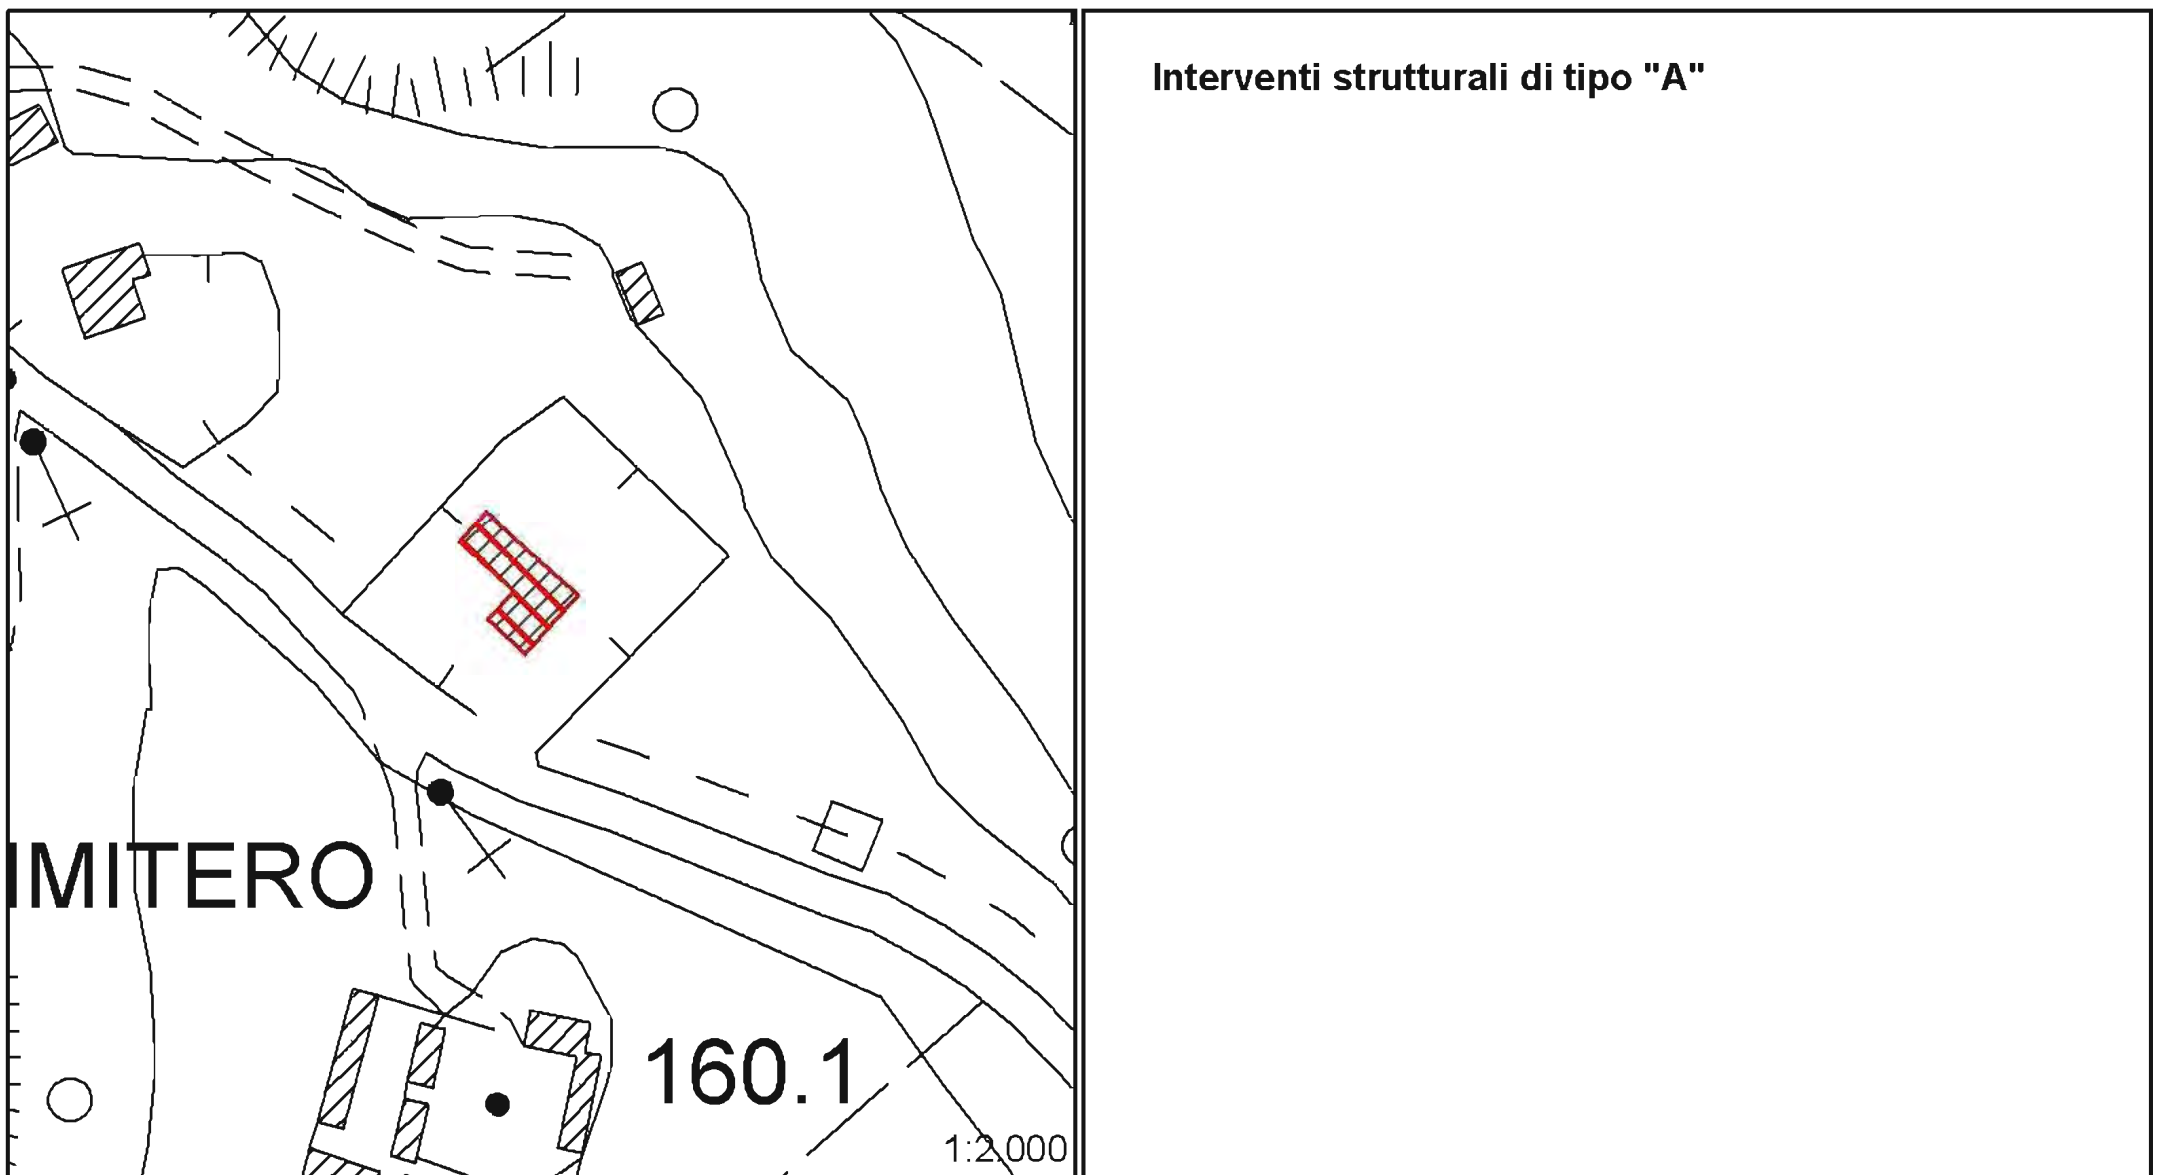 Interventi strutturali di tipo "A"
IMITERO
160.1
1:2.000